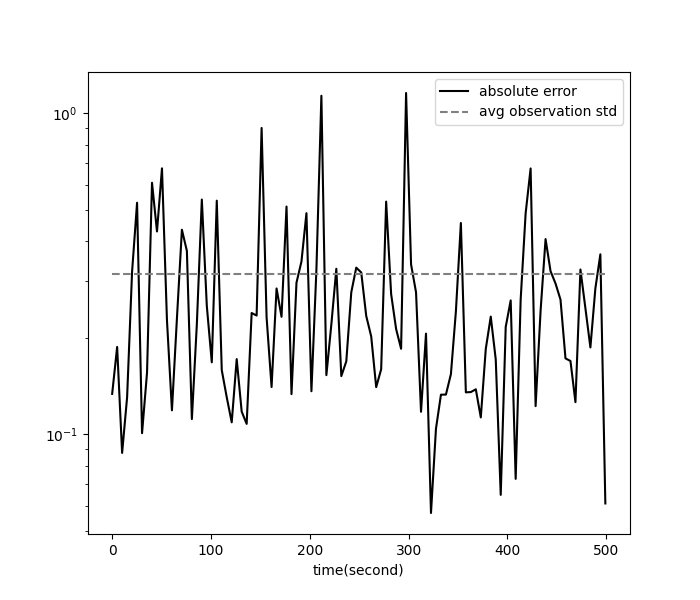 absolute error
avg observation std
10⁰
10⁻¹
0 100 200 300 400 500
time(second)